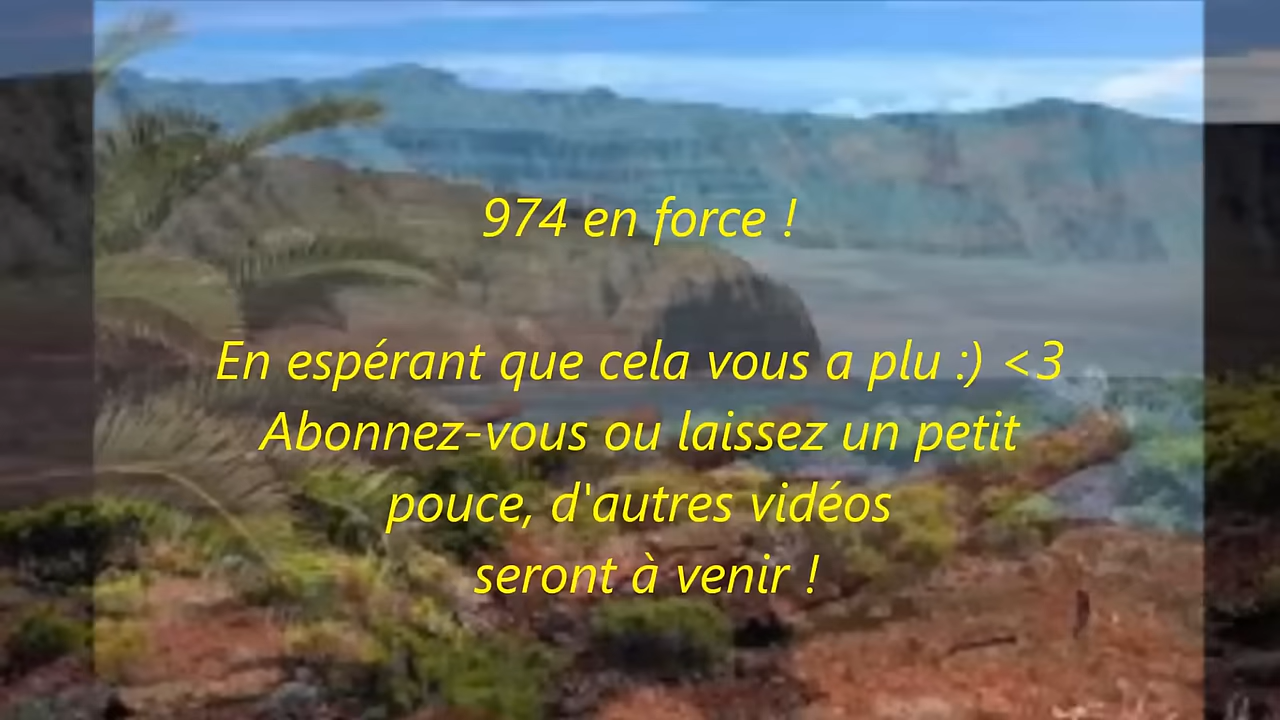 974 en force !
En espérant que cela vous a plu :) <3
Abonnez-vous ou laissez un petit
pouce, d'autres vidéos
seront à venir !